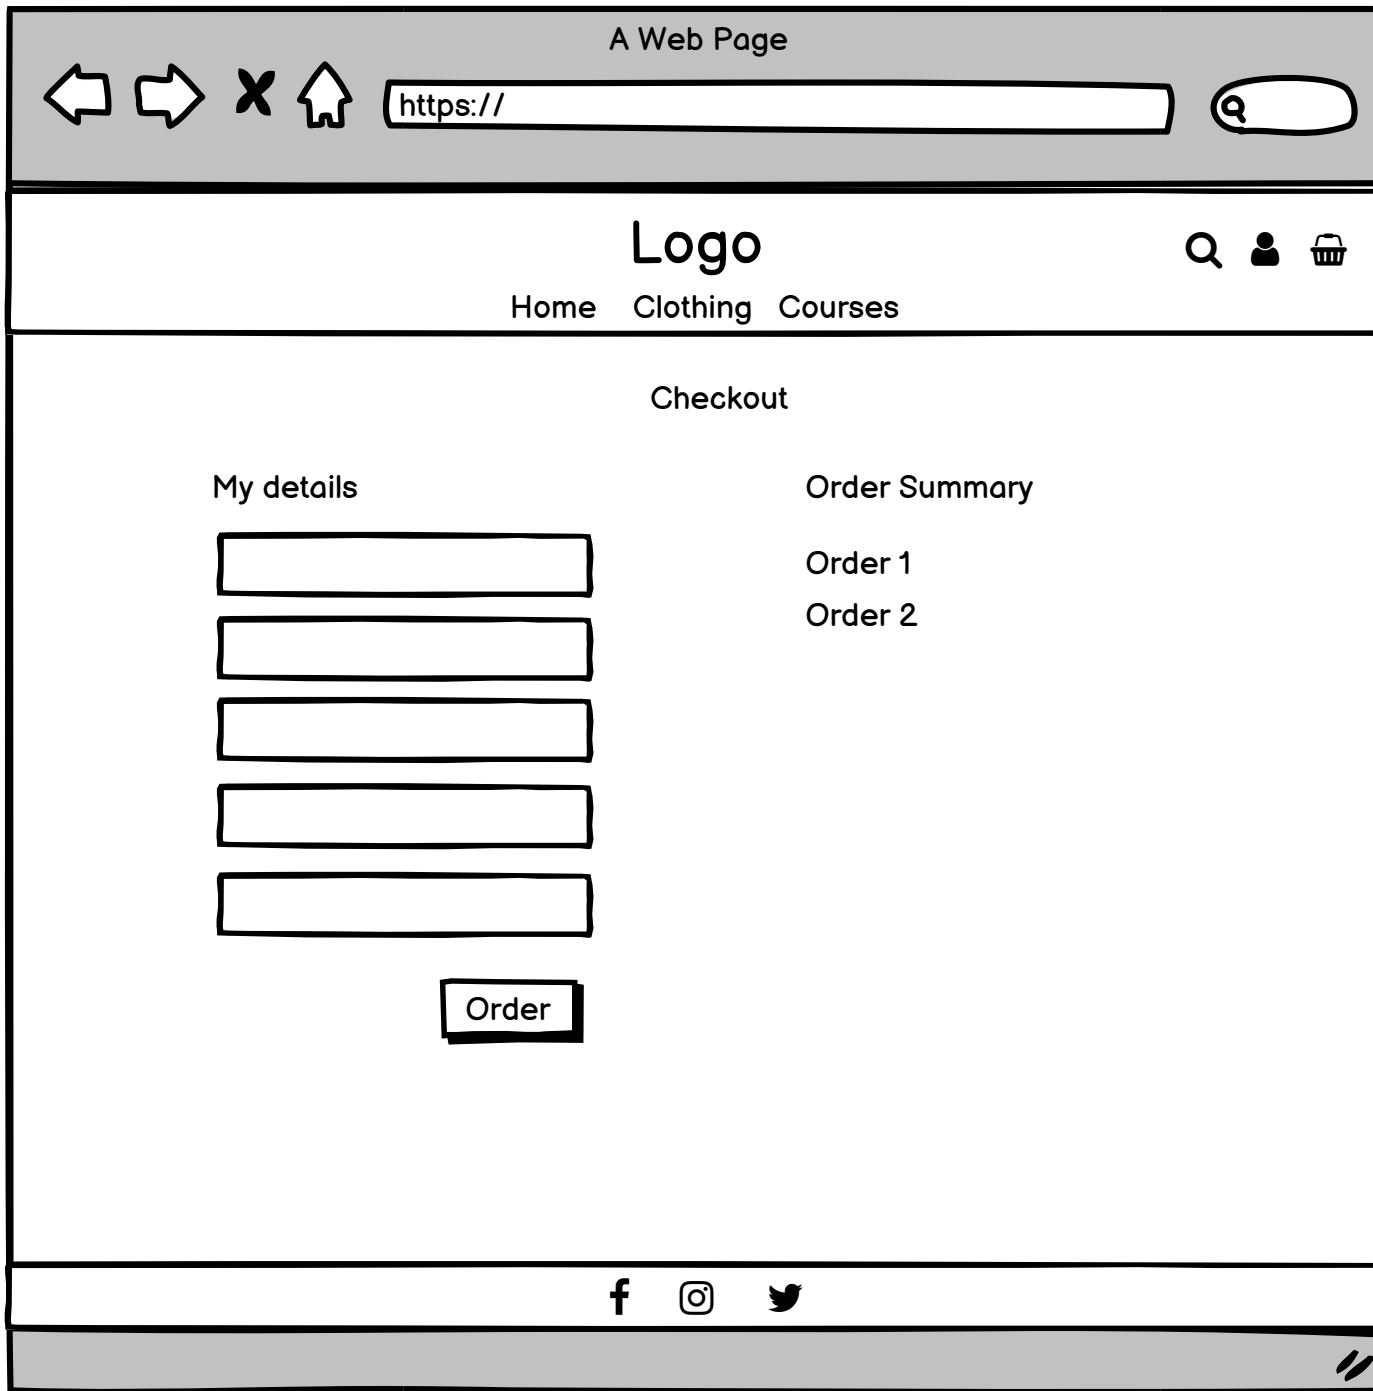 A Web Page
https://
Logo
Home Clothing Courses
Checkout
My details
Order Summary
Order 1
Order 2
Order